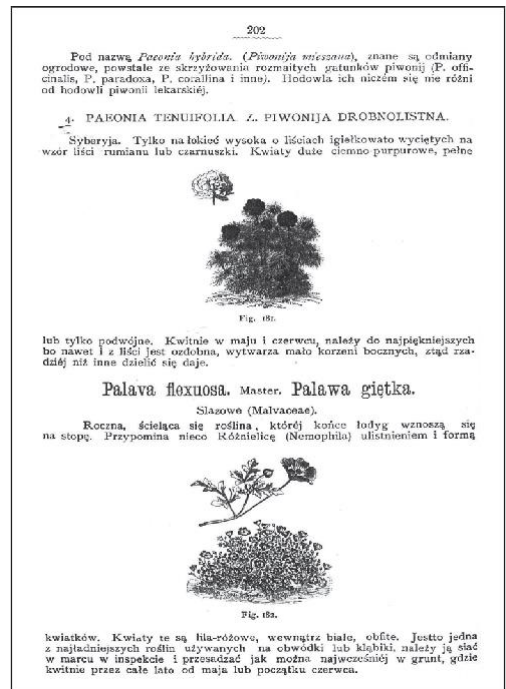 202
Pod nazwą Paeonia hybrida. (Piwonija mieszana), znane są odmiany
ogrodowe, powstałe ze skrzyżowania rozmaitych gatunków piwonij (P. offi-
cinalis, P. paradoxa, P. corallina i inne). Hodowla ich niczém się nie różni
od hodowli piwonii lekarskiéj.
4. PAEONIA TENUIFOLIA L. PIWONIJA DROBNOLISTNA.
Syberyja. Tylko na łokieć wysoka o liściach igiełkowato wyciętych na
wzór liści rumianu lub czarnuszki. Kwiaty duże ciemno-purpurowe, pełne
Fig. 181.
lub tylko podwójne. Kwitnie w maju i czerwcu, należy do najpiękniejszych
bo nawet i z liści jest ozdobna, wytwarza mało korzeni bocznych, ztąd rza-
dziéj niż inne dzielić się daje.
Palava flexuosa. Master. Palawa giętka.
Slazowe (Malvaceae).
Roczna, ścieląca się roślina, któréj końce łodyg wznoszą się
na stopę. Przypomina nieco Różnielicę (Nemophila) ulistnieniem i formą
Fig. 182.
kwiatków. Kwiaty te są lila-różowe, wewnątrz białe, obfite. Jestto jedna
z najładniejszych roślin używanych na obwódki lub kląbiki. należy ją siać
w marcu w inspekcie i przesadzać jak można najwcześniéj w grunt, gdzie
kwitnie przez całe lato od maja lub początku czerwca.